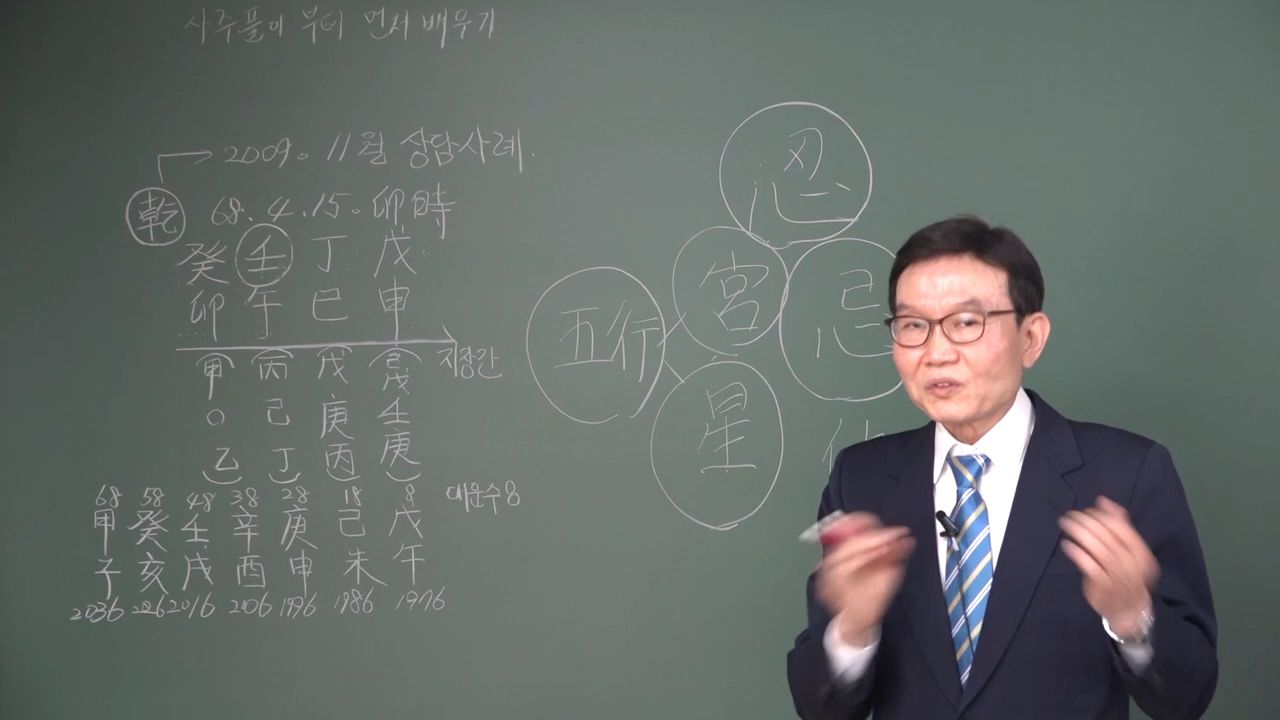 사주풀이 부터 먼저 배우기
2009. 11월 상담사례.
乾 68.4.15. 卯時
癸 壬 丁 戊
卯 午 巳 申
甲 丙 戊 己戊 지장간
○ 己 庚 壬
乙 丁 丙 庚
68 58 48 38 28 18 8 대운수
甲 癸 壬 辛 庚 己 戊
子 亥 戌 酉 申 未 午
2036 2026 2016 2006 1996 1986 1976
忍
宮
五行
忌
星